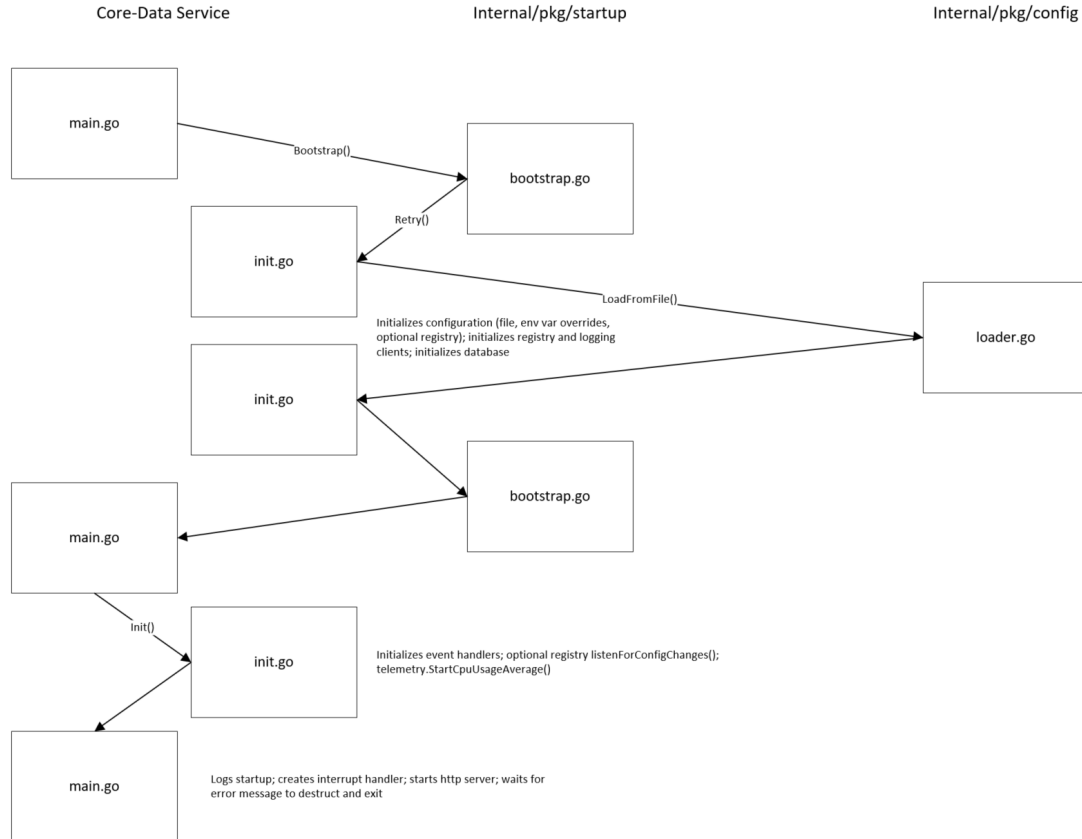 Core-Data Service
Internal/pkg/startup
Internal/pkg/config
main.go
Bootstrap()
bootstrap.go
Retry()
init.go
LoadFromFile()
Initializes configuration (file, env var overrides,
optional registry); initializes registry and logging
clients; initializes database
loader.go
init.go
bootstrap.go
main.go
Init()
init.go
Initializes event handlers; optional registry listenForConfigChanges();
telemetry.StartCpuUsageAverage()
main.go
Logs startup; creates interrupt handler; starts http server; waits for
error message to destruct and exit